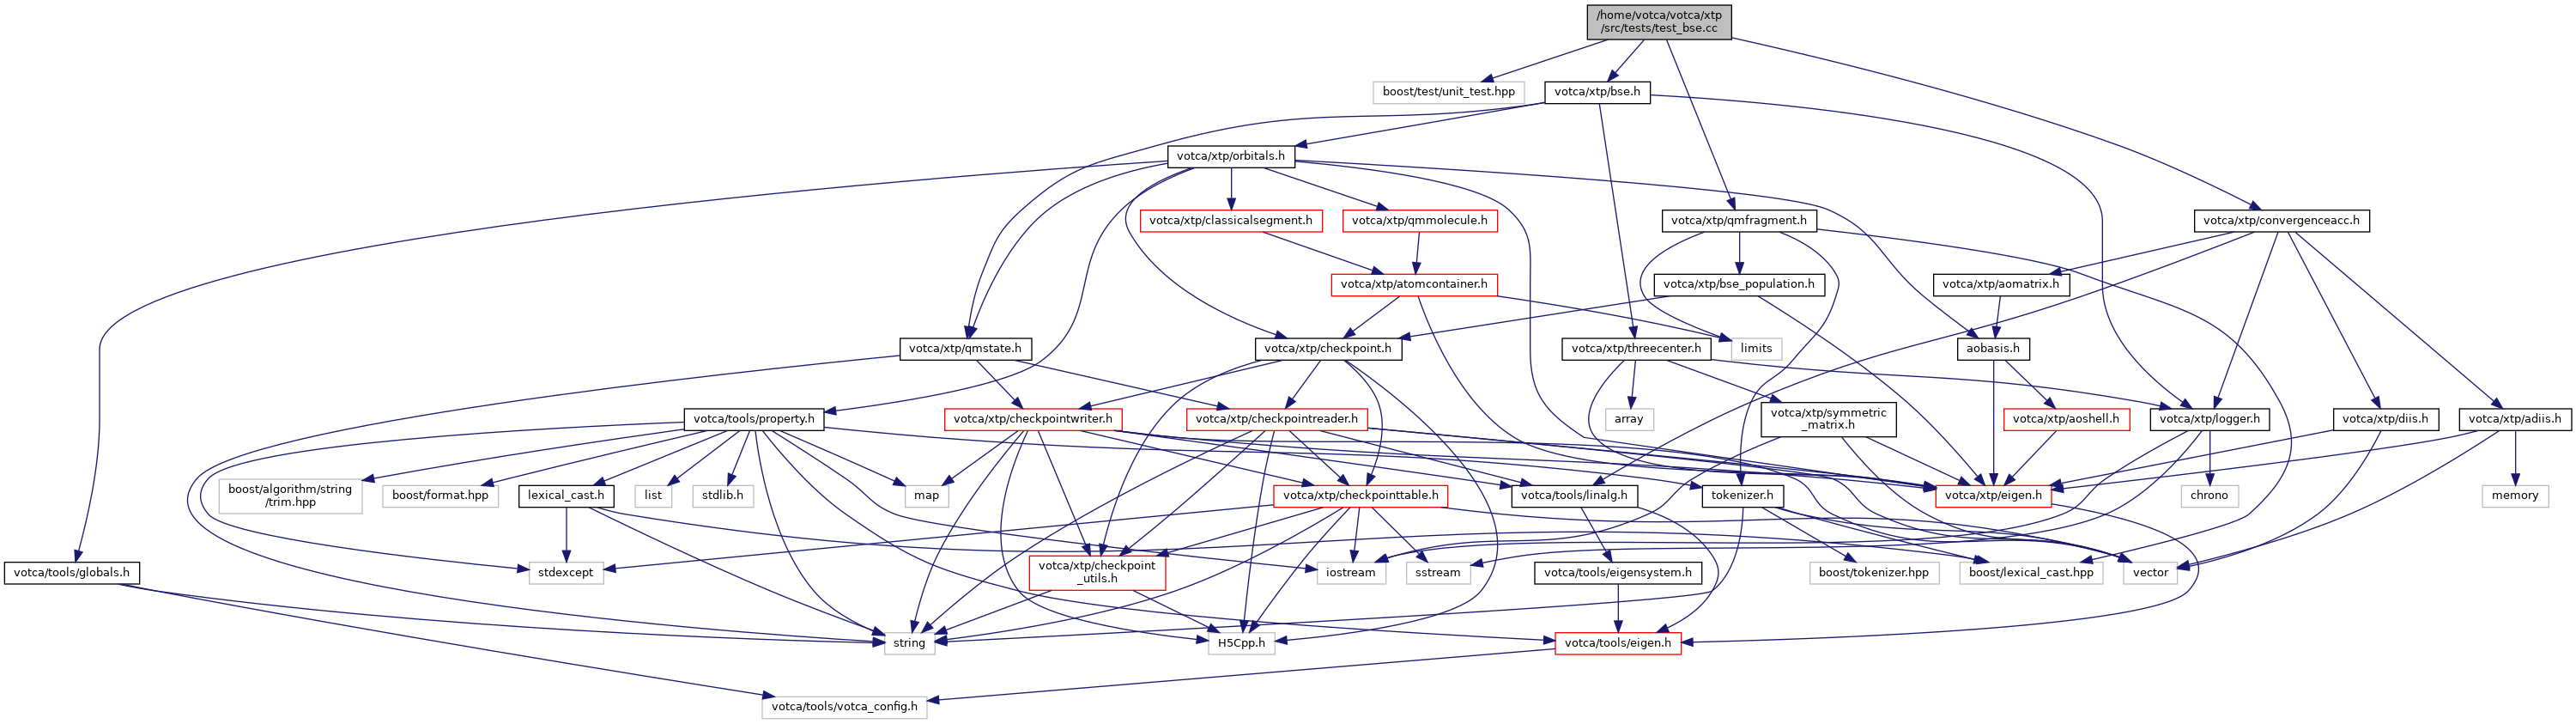 /home/votca/votca/xtp
/src/tests/test_bse.cc
boost/test/unit_test.hpp
votca/xtp/bse.h
votca/xtp/orbitals.h
votca/xtp/classicalsegment.h
votca/xtp/qmmolecule.h
votca/xtp/qmfragment.h
votca/xtp/convergenceacc.h
votca/xtp/atomcontainer.h
votca/xtp/bse_population.h
votca/xtp/aomatrix.h
votca/xtp/qmstate.h
votca/xtp/checkpoint.h
votca/xtp/threecenter.h
limits
aobasis.h
votca/tools/property.h
votca/xtp/checkpointwriter.h
votca/xtp/checkpointreader.h
array
votca/xtp/symmetric
_matrix.h
votca/xtp/aoshell.h
votca/xtp/logger.h
votca/xtp/diis.h
votca/xtp/adiis.h
boost/algorithm/string
/trim.hpp
boost/format.hpp
lexical_cast.h
list
stdlib.h
map
votca/xtp/checkpointtable.h
votca/tools/linalg.h
tokenizer.h
votca/xtp/eigen.h
chrono
memory
votca/tools/globals.h
stdexcept
votca/xtp/checkpoint
_utils.h
iostream
sstream
votca/tools/eigensystem.h
boost/tokenizer.hpp
boost/lexical_cast.hpp
vector
string
H5Cpp.h
votca/tools/eigen.h
votca/tools/votca_config.h